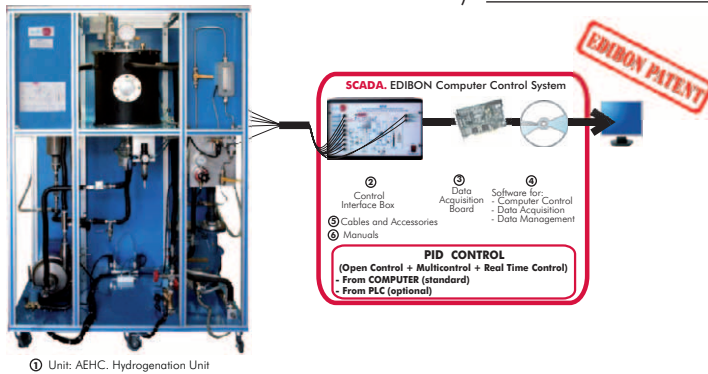 EDIBON PATENT
SCADA. EDIBON Computer Control System
② Control Interface Box
③ Data Acquisition Board
④ Software for:
- Computer Control
- Data Acquisition
- Data Management
⑤ Cables and Accessories
⑥ Manuals
PID CONTROL
(Open Control + Multicontrol + Real Time Control)
- From COMPUTER (standard)
- From PLC (optional)
① Unit: AEHC. Hydrogenation Unit